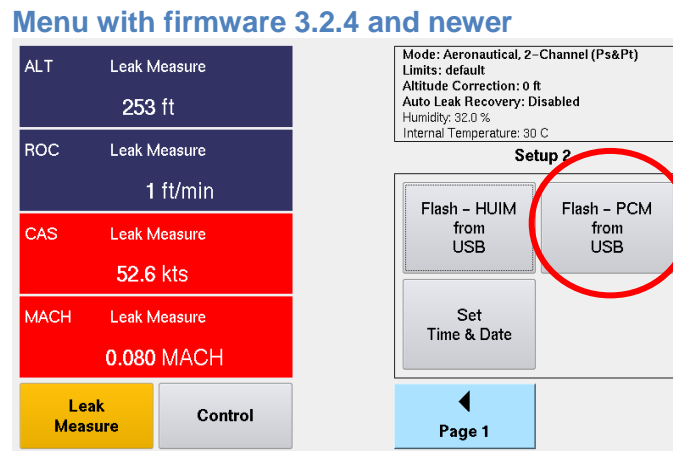 Menu with firmware 3.2.4 and newer
ALT Leak Measure
253 ft
ROC Leak Measure
1 ft/min
CAS Leak Measure
52.6 kts
MACH Leak Measure
0.080 MACH
Leak
Measure
Control
Mode: Aeronautical, 2-Channel (Ps&Pt)
Limits: default
Altitude Correction: 0 ft
Auto Leak Recovery: Disabled
Humidity: 32.0 %
Internal Temperature: 30 C
Setup 2
Flash - HUIM
from
USB
Flash - PCM
from
USB
Set
Time & Date
Page 1